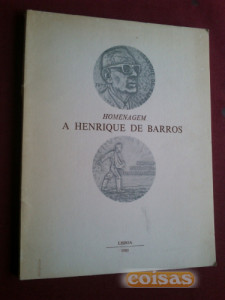 HOMENAGEM
A HENRIQUE DE BARROS
LISBOA
coisas